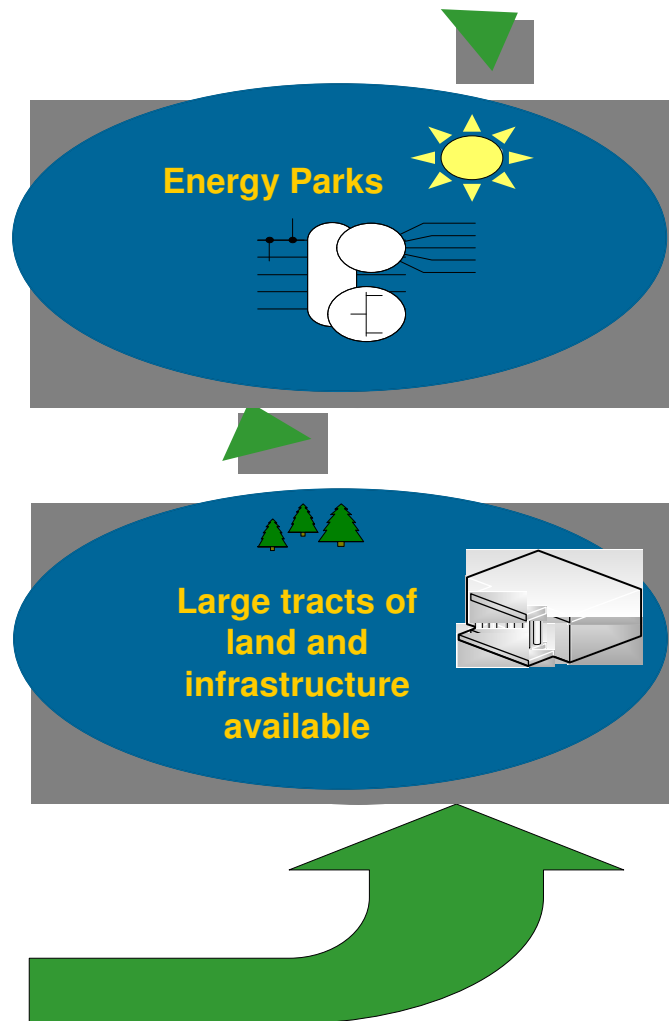 Energy Parks
Large tracts of
land and
infrastructure
available